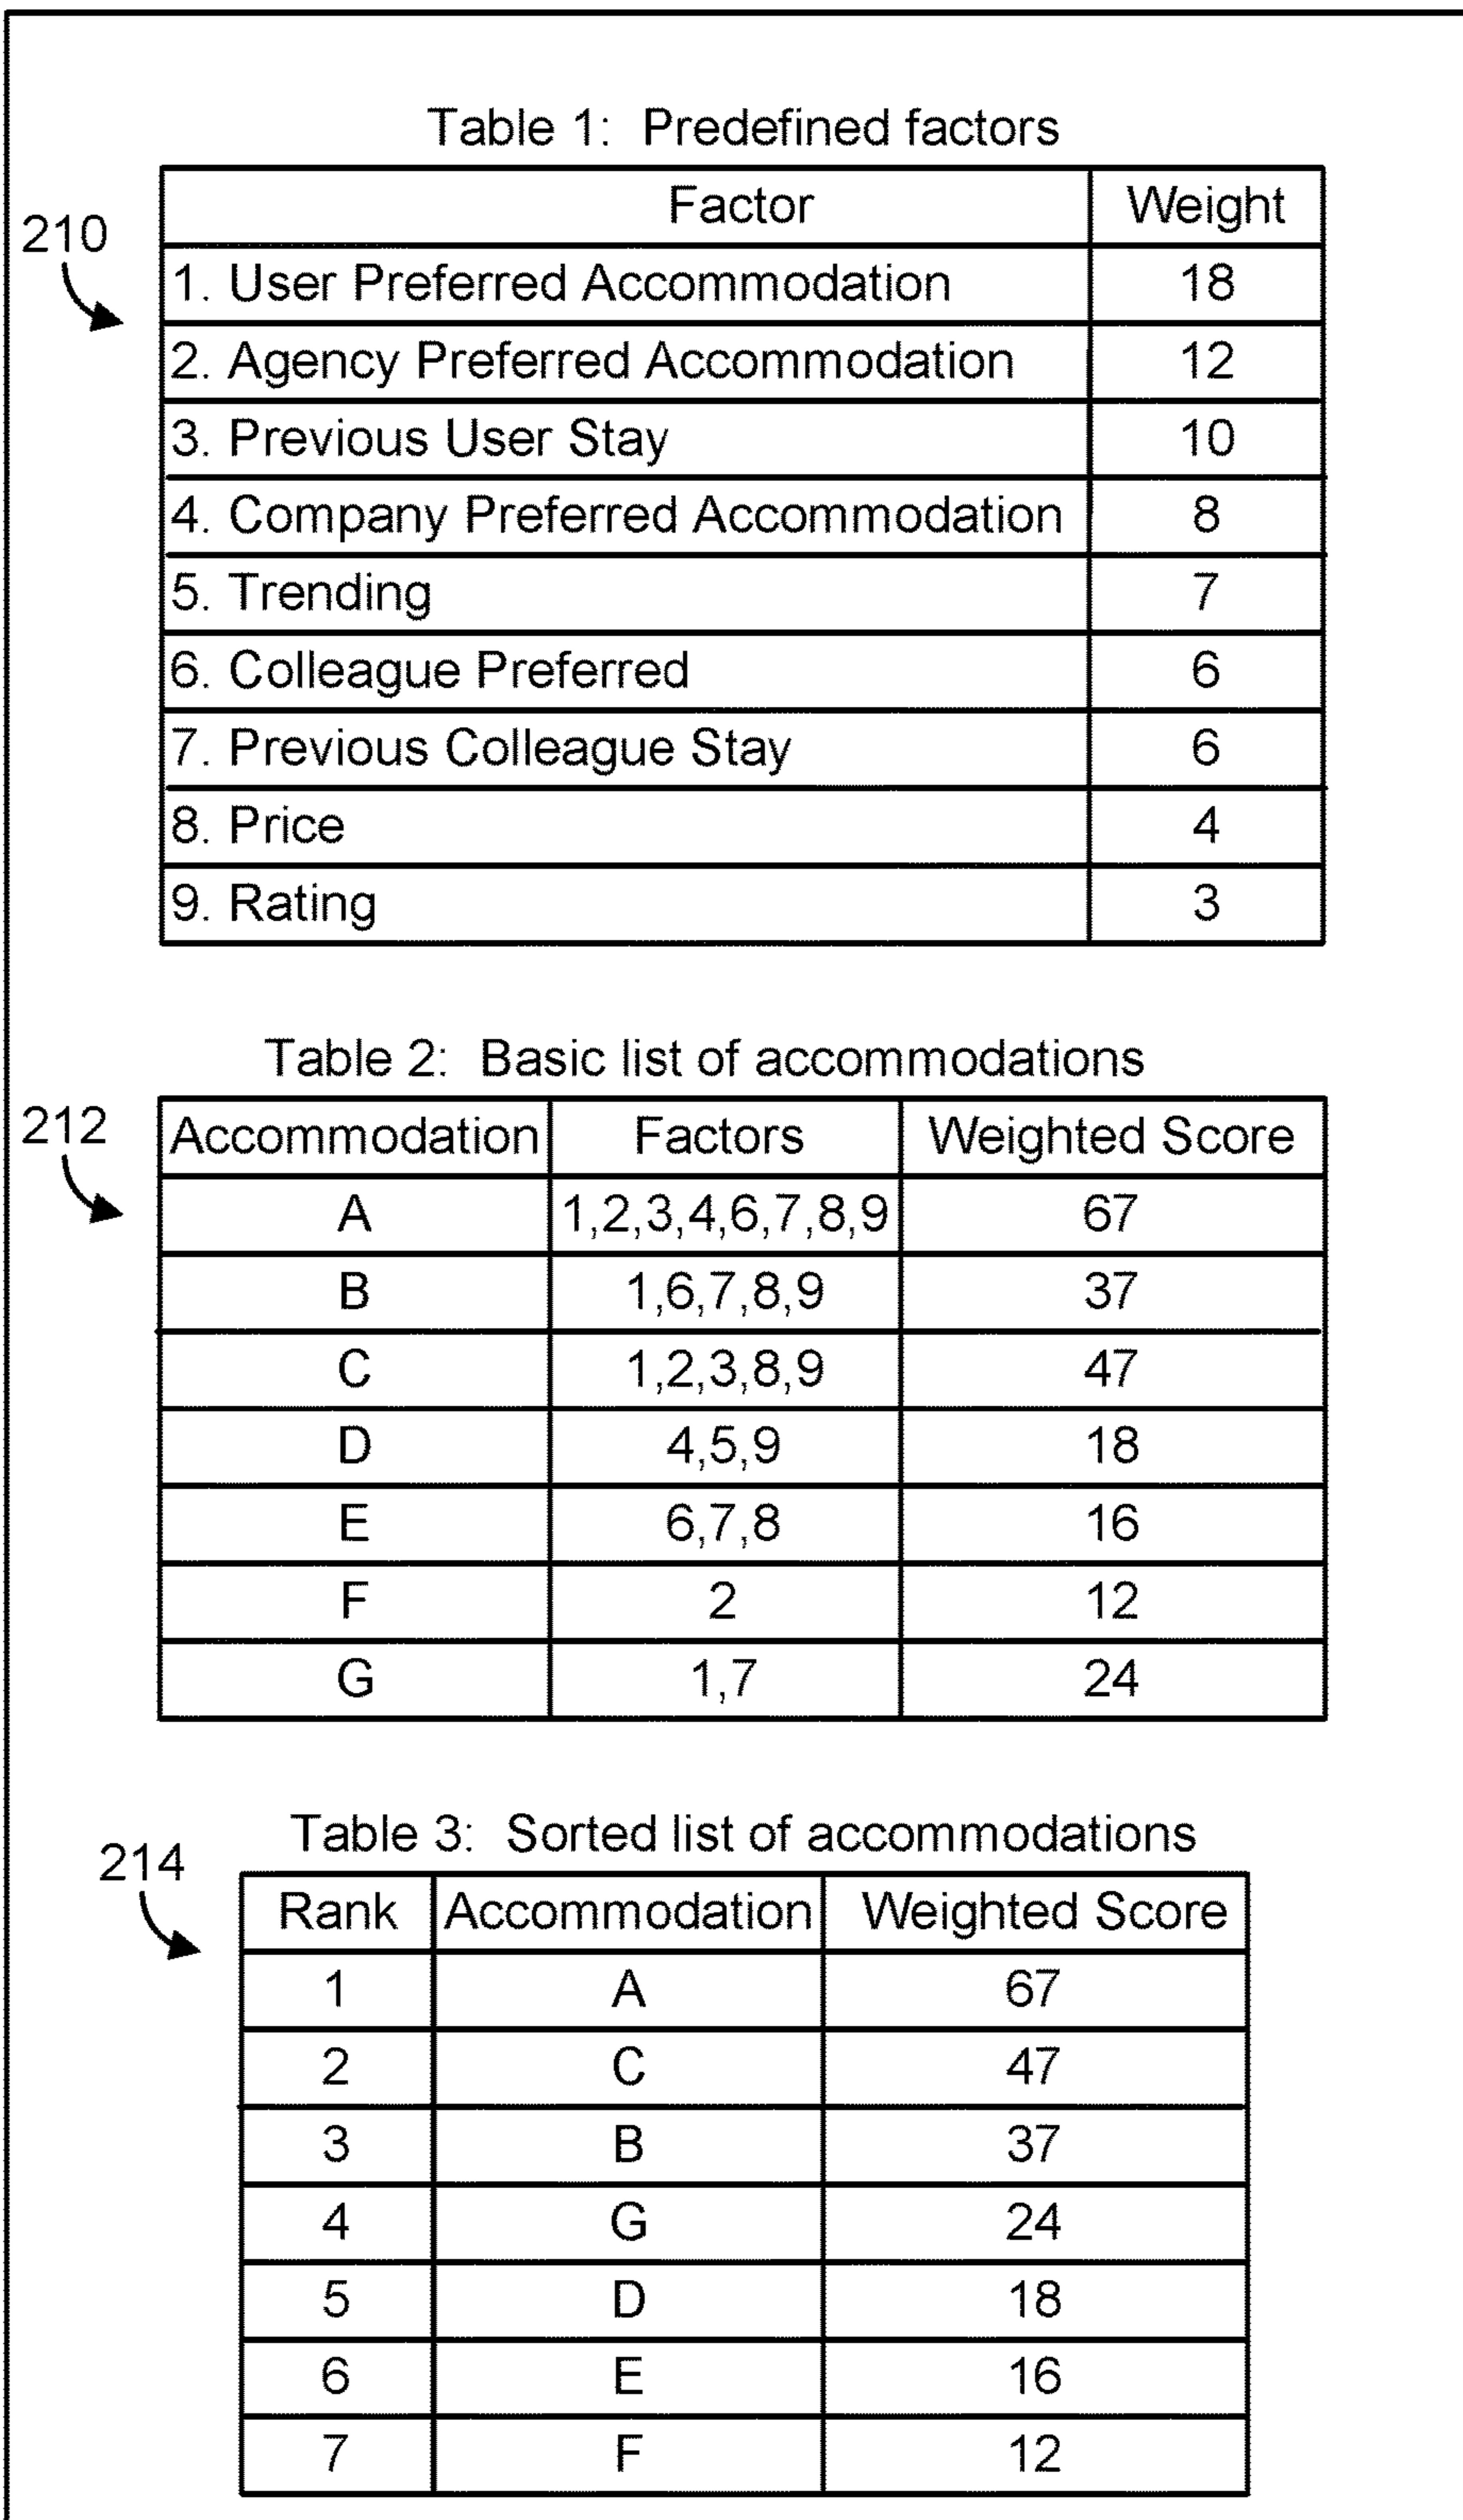 Table 1: Predefined factors
210
Factor Weight
1. User Preferred Accommodation 18
2. Agency Preferred Accommodation 12
3. Previous User Stay 10
4. Company Preferred Accommodation 8
5. Trending 7
6. Colleague Preferred 6
7. Previous Colleague Stay 6
8. Price 4
9. Rating 3
Table 2: Basic list of accommodations
212
Accommodation Factors Weighted Score
A 1,2,3,4,6,7,8,9 67
B 1,6,7,8,9 37
C 1,2,3,8,9 47
D 4,5,9 18
E 6,7,8 16
F 2 12
G 1,7 24
Table 3: Sorted list of accommodations
214
Rank Accommodation Weighted Score
1 A 67
2 C 47
3 B 37
4 G 24
5 D 18
6 E 16
7 F 12